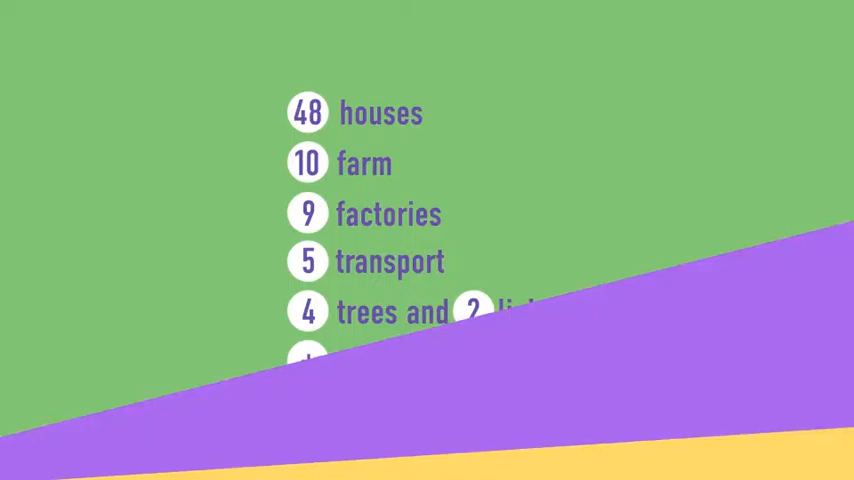 48 houses
10 farm
9 factories
5 transport
4 trees and 2